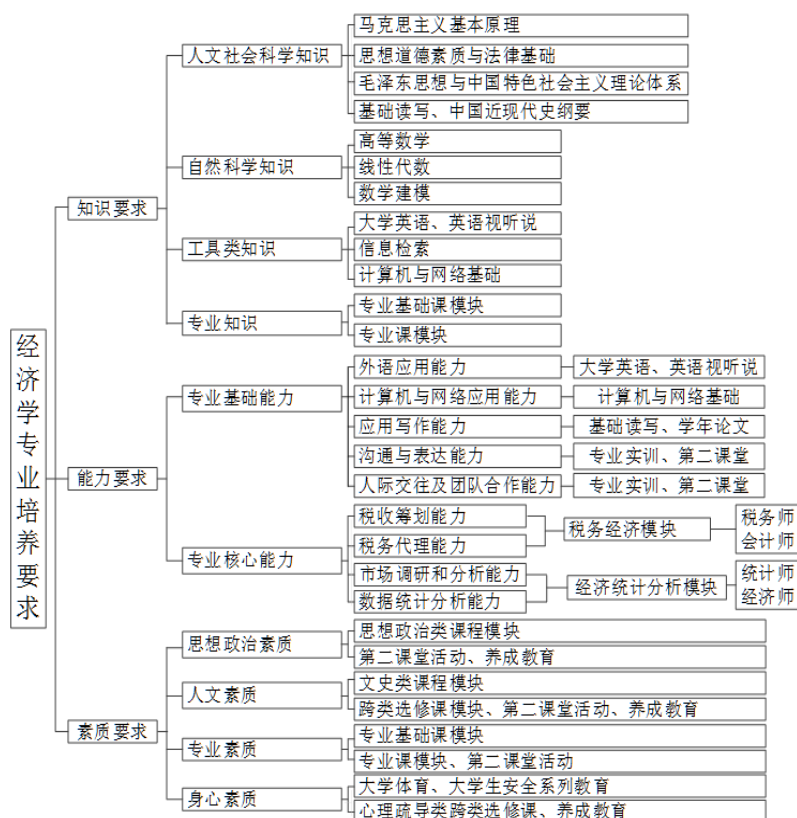 经济学专业培养要求
知识要求
人文社会科学知识
马克思主义基本原理
思想道德素质与法律基础
毛泽东思想与中国特色社会主义理论体系
基础读写、中国近现代史纲要
自然科学知识
高等数学
线性代数
数学建模
工具类知识
大学英语、英语视听说
信息检索
计算机与网络基础
专业知识
专业基础课模块
专业课模块
能力要求
专业基础能力
外语应用能力
大学英语、英语视听说
计算机与网络应用能力
计算机与网络基础
应用写作能力
基础读写、学年论文
沟通与表达能力
专业实训、第二课堂
人际交往及团队合作能力
专业实训、第二课堂
专业核心能力
税收筹划能力
税务代理能力
税务经济模块
税务师
会计师
市场调研和分析能力
数据统计分析能力
经济统计分析模块
统计师
经济师
素质要求
思想政治素质
思想政治类课程模块
第二课堂活动、养成教育
人文素质
文史类课程模块
跨类选修课模块、第二课堂活动、养成教育
专业素质
专业基础课模块
专业课模块、第二课堂活动
身心素质
大学体育、大学生安全系列教育
心理疏导类跨类选修课、养成教育